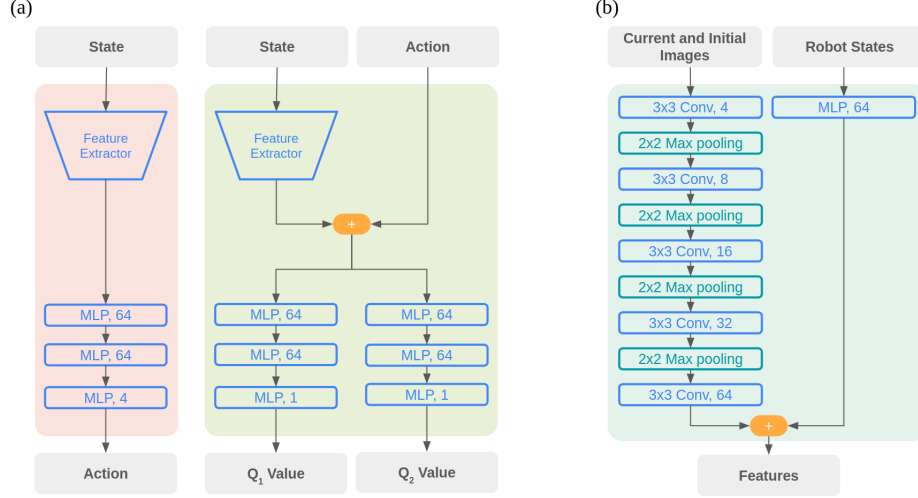 (a)
State
Feature
Extractor
MLP, 64
MLP, 64
MLP, 4
Action
State
Action
Feature
Extractor
+
MLP, 64
MLP, 64
MLP, 1
MLP, 64
MLP, 64
MLP, 1
Q1 Value
Q2 Value
(b)
Current and Initial
Images
Robot States
3x3 Conv, 4
MLP, 64
2x2 Max pooling
3x3 Conv, 8
2x2 Max pooling
3x3 Conv, 16
2x2 Max pooling
3x3 Conv, 32
2x2 Max pooling
3x3 Conv, 64
+
Features